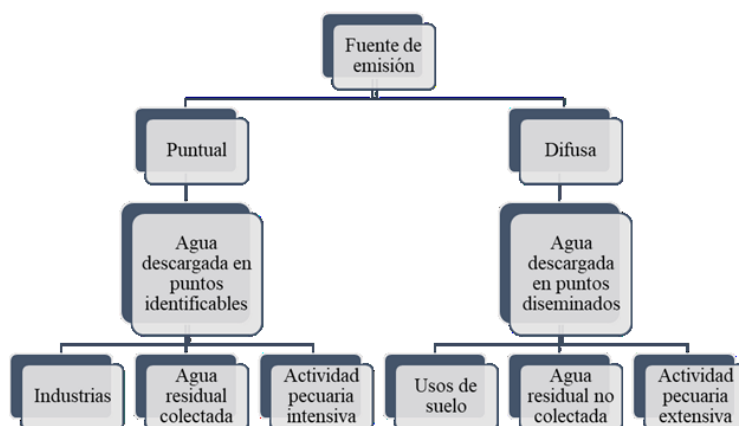 Fuente de
emisión
Puntual
Difusa
Agua
descargada en
puntos
identificables
Agua
descargada
en puntos
diseminados
Industrias
Agua
residual
colectada
Actividad
pecuaria
intensiva
Usos de
suelo
Agua
residual no
colectada
Actividad
pecuaria
extensiva